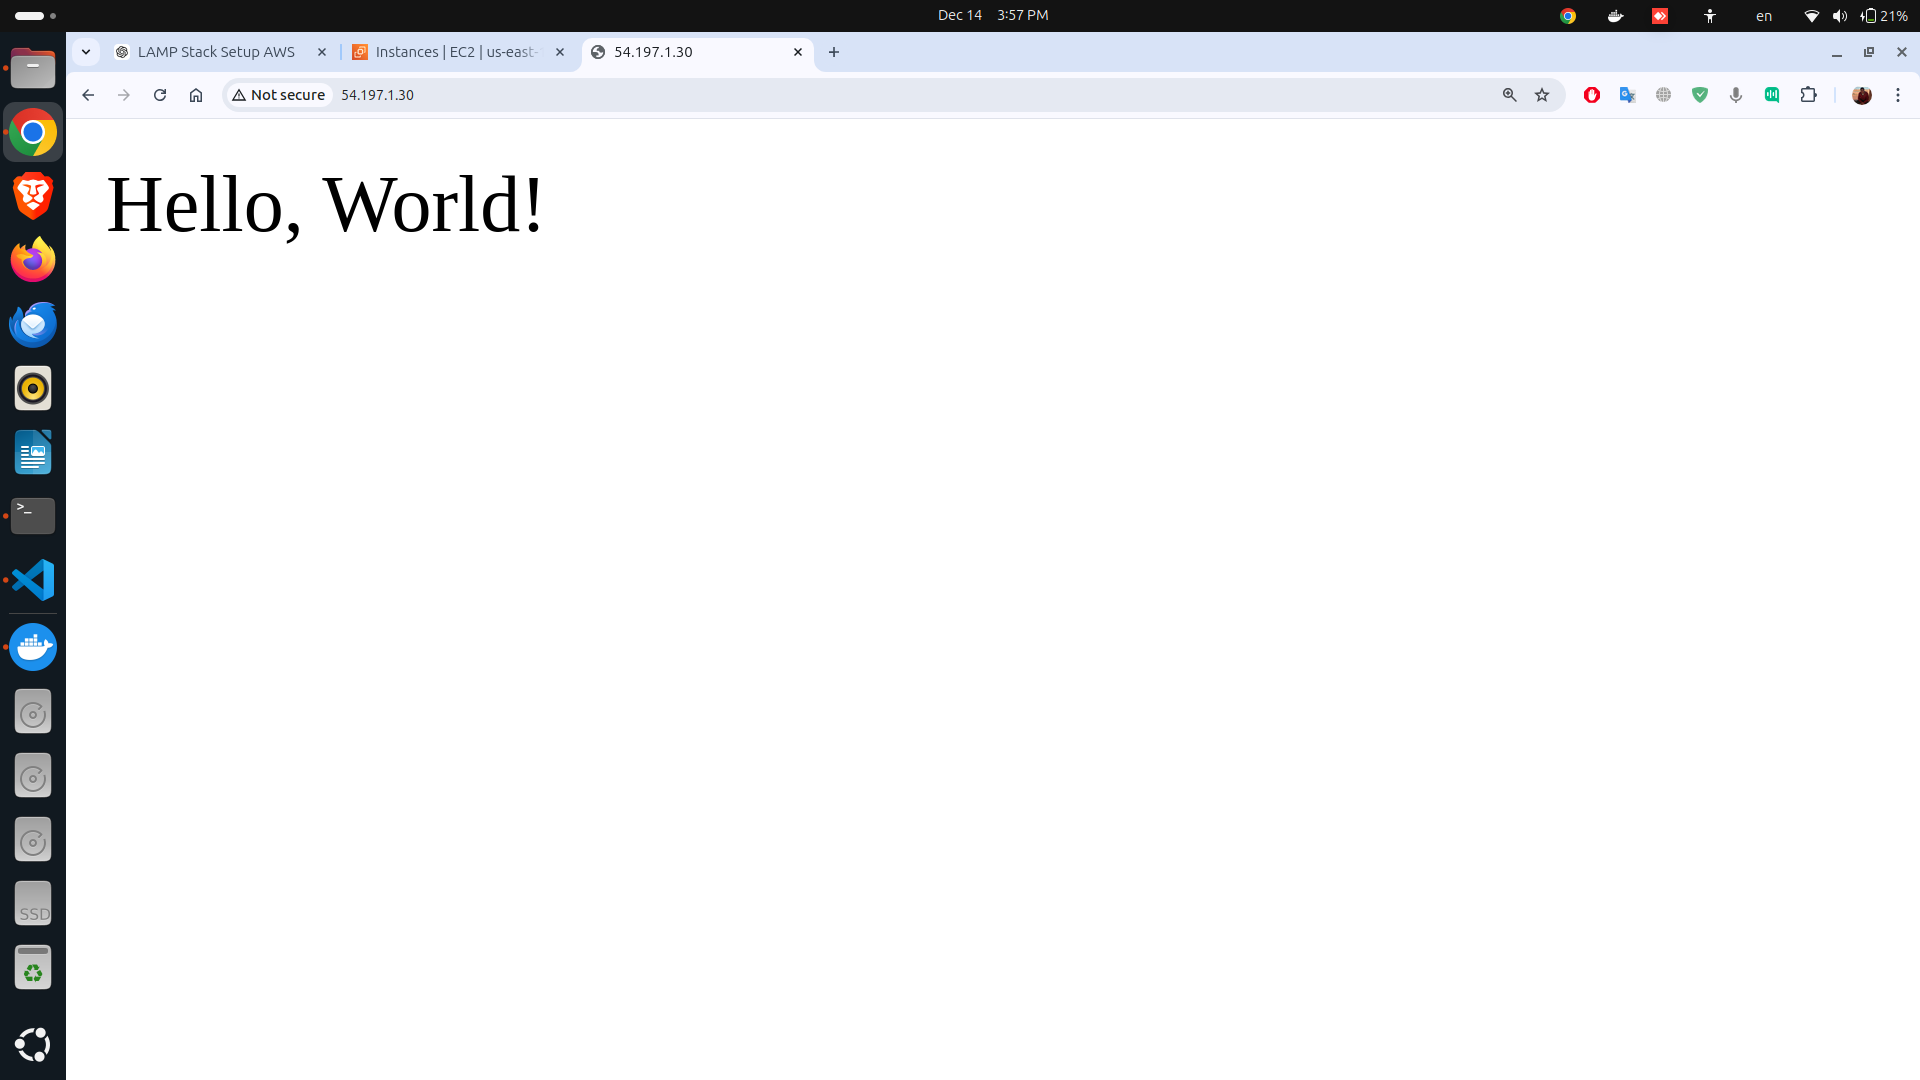 Dec 14 3:57 PM
en
21%
LAMP Stack Setup AWS
Instances | EC2 | us-east-
54.197.1.30
Not secure
54.197.1.30
Hello, World!
>_
SSD